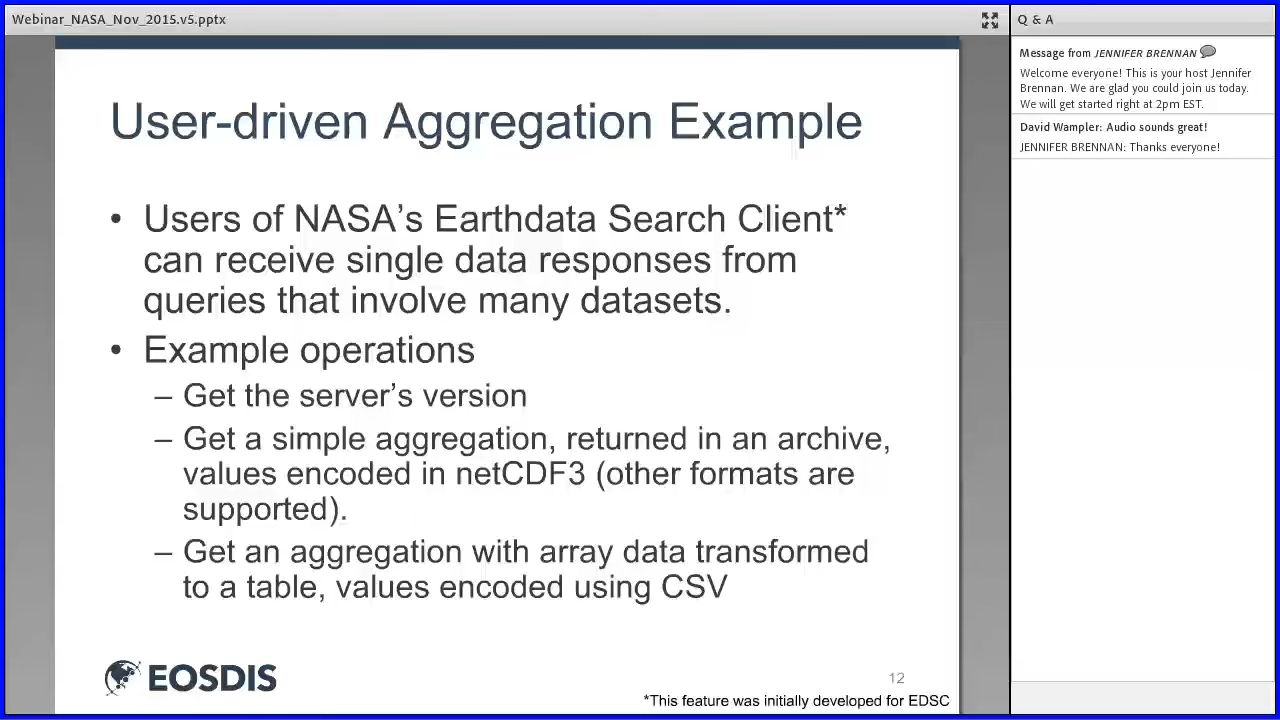 Webinar_NASA_Nov_2015.v5.pptx
User-driven Aggregation Example
• Users of NASA's Earthdata Search Client*
can receive single data responses from
queries that involve many datasets.
• Example operations
– Get the server's version
– Get a simple aggregation, returned in an archive,
values encoded in netCDF3 (other formats are
supported).
– Get an aggregation with array data transformed
to a table, values encoded using CSV
EOSDIS
12
*This feature was initially developed for EDSC
Q & A
Message from JENNIFER BRENNAN
Welcome everyone! This is your host Jennifer
Brennan. We are glad you could join us today.
We will get started right at 2pm EST.
David Wampler: Audio sounds great!
JENNIFER BRENNAN: Thanks everyone!